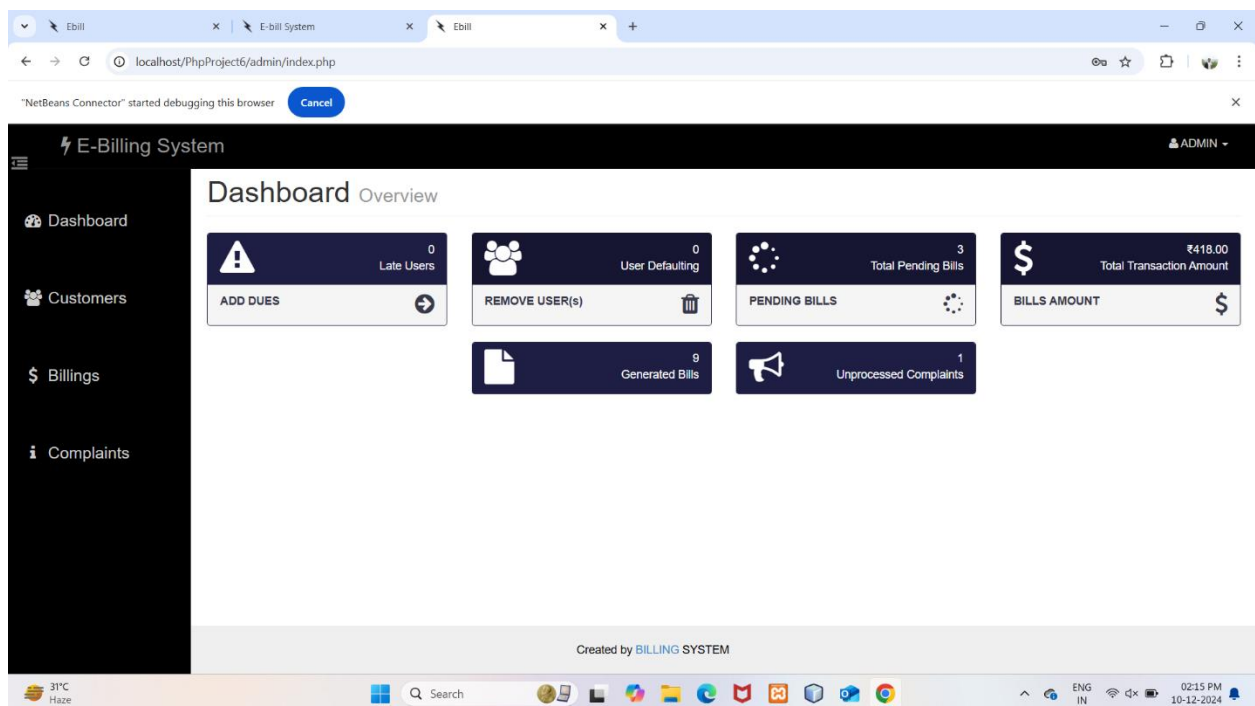 Ebill
E-bill System
Ebill
localhost/PhpProject6/admin/index.php
"NetBeans Connector" started debugging this browser Cancel
E-Billing System
ADMIN
Dashboard Overview
Dashboard
Customers
Billings
Complaints
0
Late Users
ADD DUES
0
User Defaulting
REMOVE USER(s)
3
Total Pending Bills
PENDING BILLS
₹418.00
Total Transaction Amount
BILLS AMOUNT
9
Generated Bills
1
Unprocessed Complaints
Created by BILLING SYSTEM
31°C
Haze
Search
ENG
IN
02:15 PM
10-12-2024